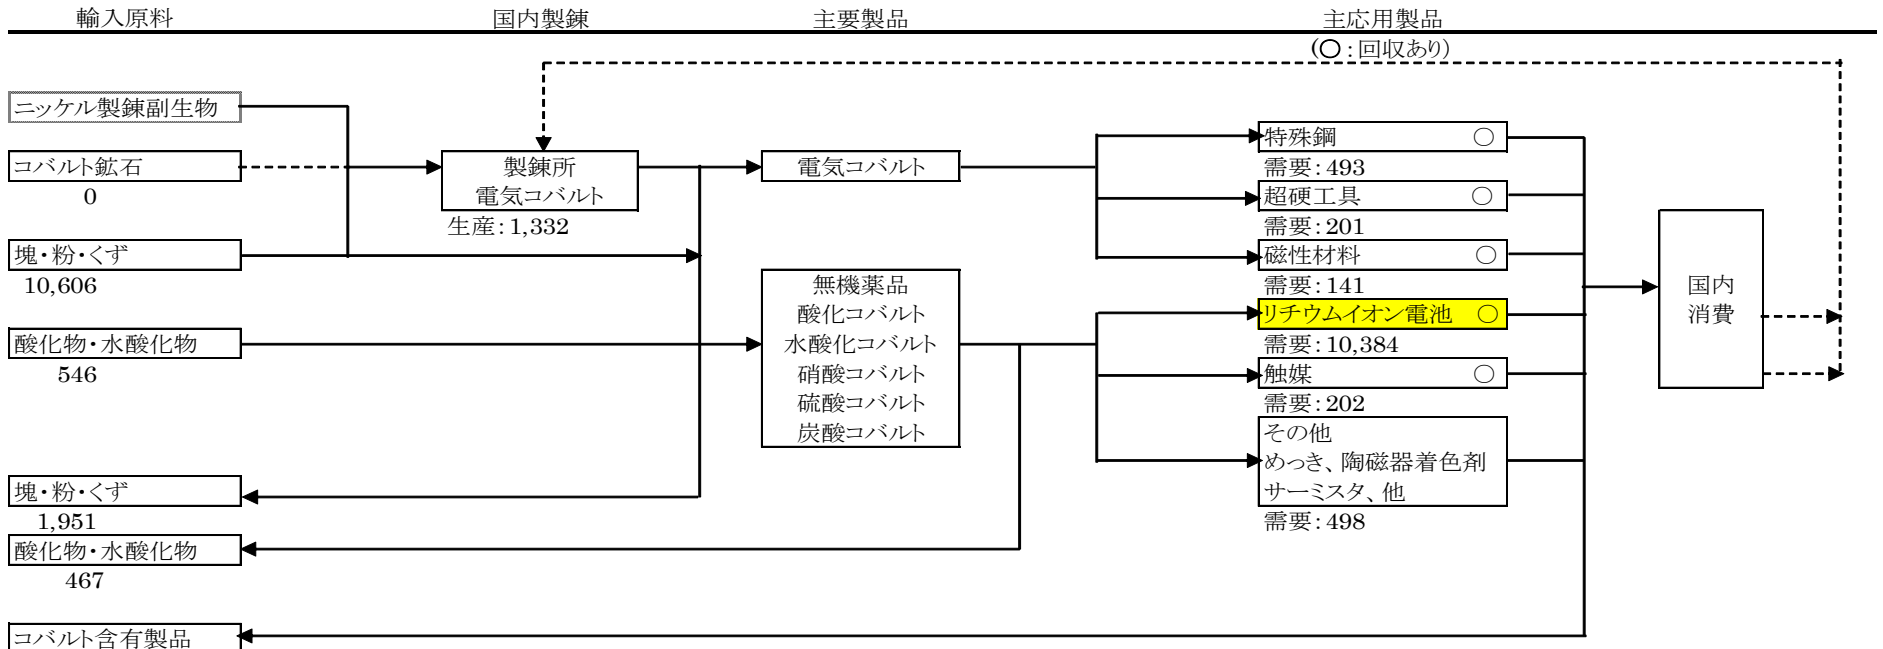 輸入原料
国内製錬
主要製品
主応用製品
(○:回収あり)
ニッケル製錬副生物
コバルト鉱石
0
塊・粉・くず
10,606
酸化物・水酸化物
546
塊・粉・くず
1,951
酸化物・水酸化物
467
コバルト含有製品
製錬所
電気コバルト
生産:1,332
電気コバルト
無機薬品
酸化コバルト
水酸化コバルト
硝酸コバルト
硫酸コバルト
炭酸コバルト
特殊鋼 ○
需要:493
超硬工具 ○
需要:201
磁性材料 ○
需要:141
リチウムイオン電池 ○
需要:10,384
触媒 ○
需要:202
その他
めっき、陶磁器着色剤
サーミスタ、他
需要:498
国内
消費